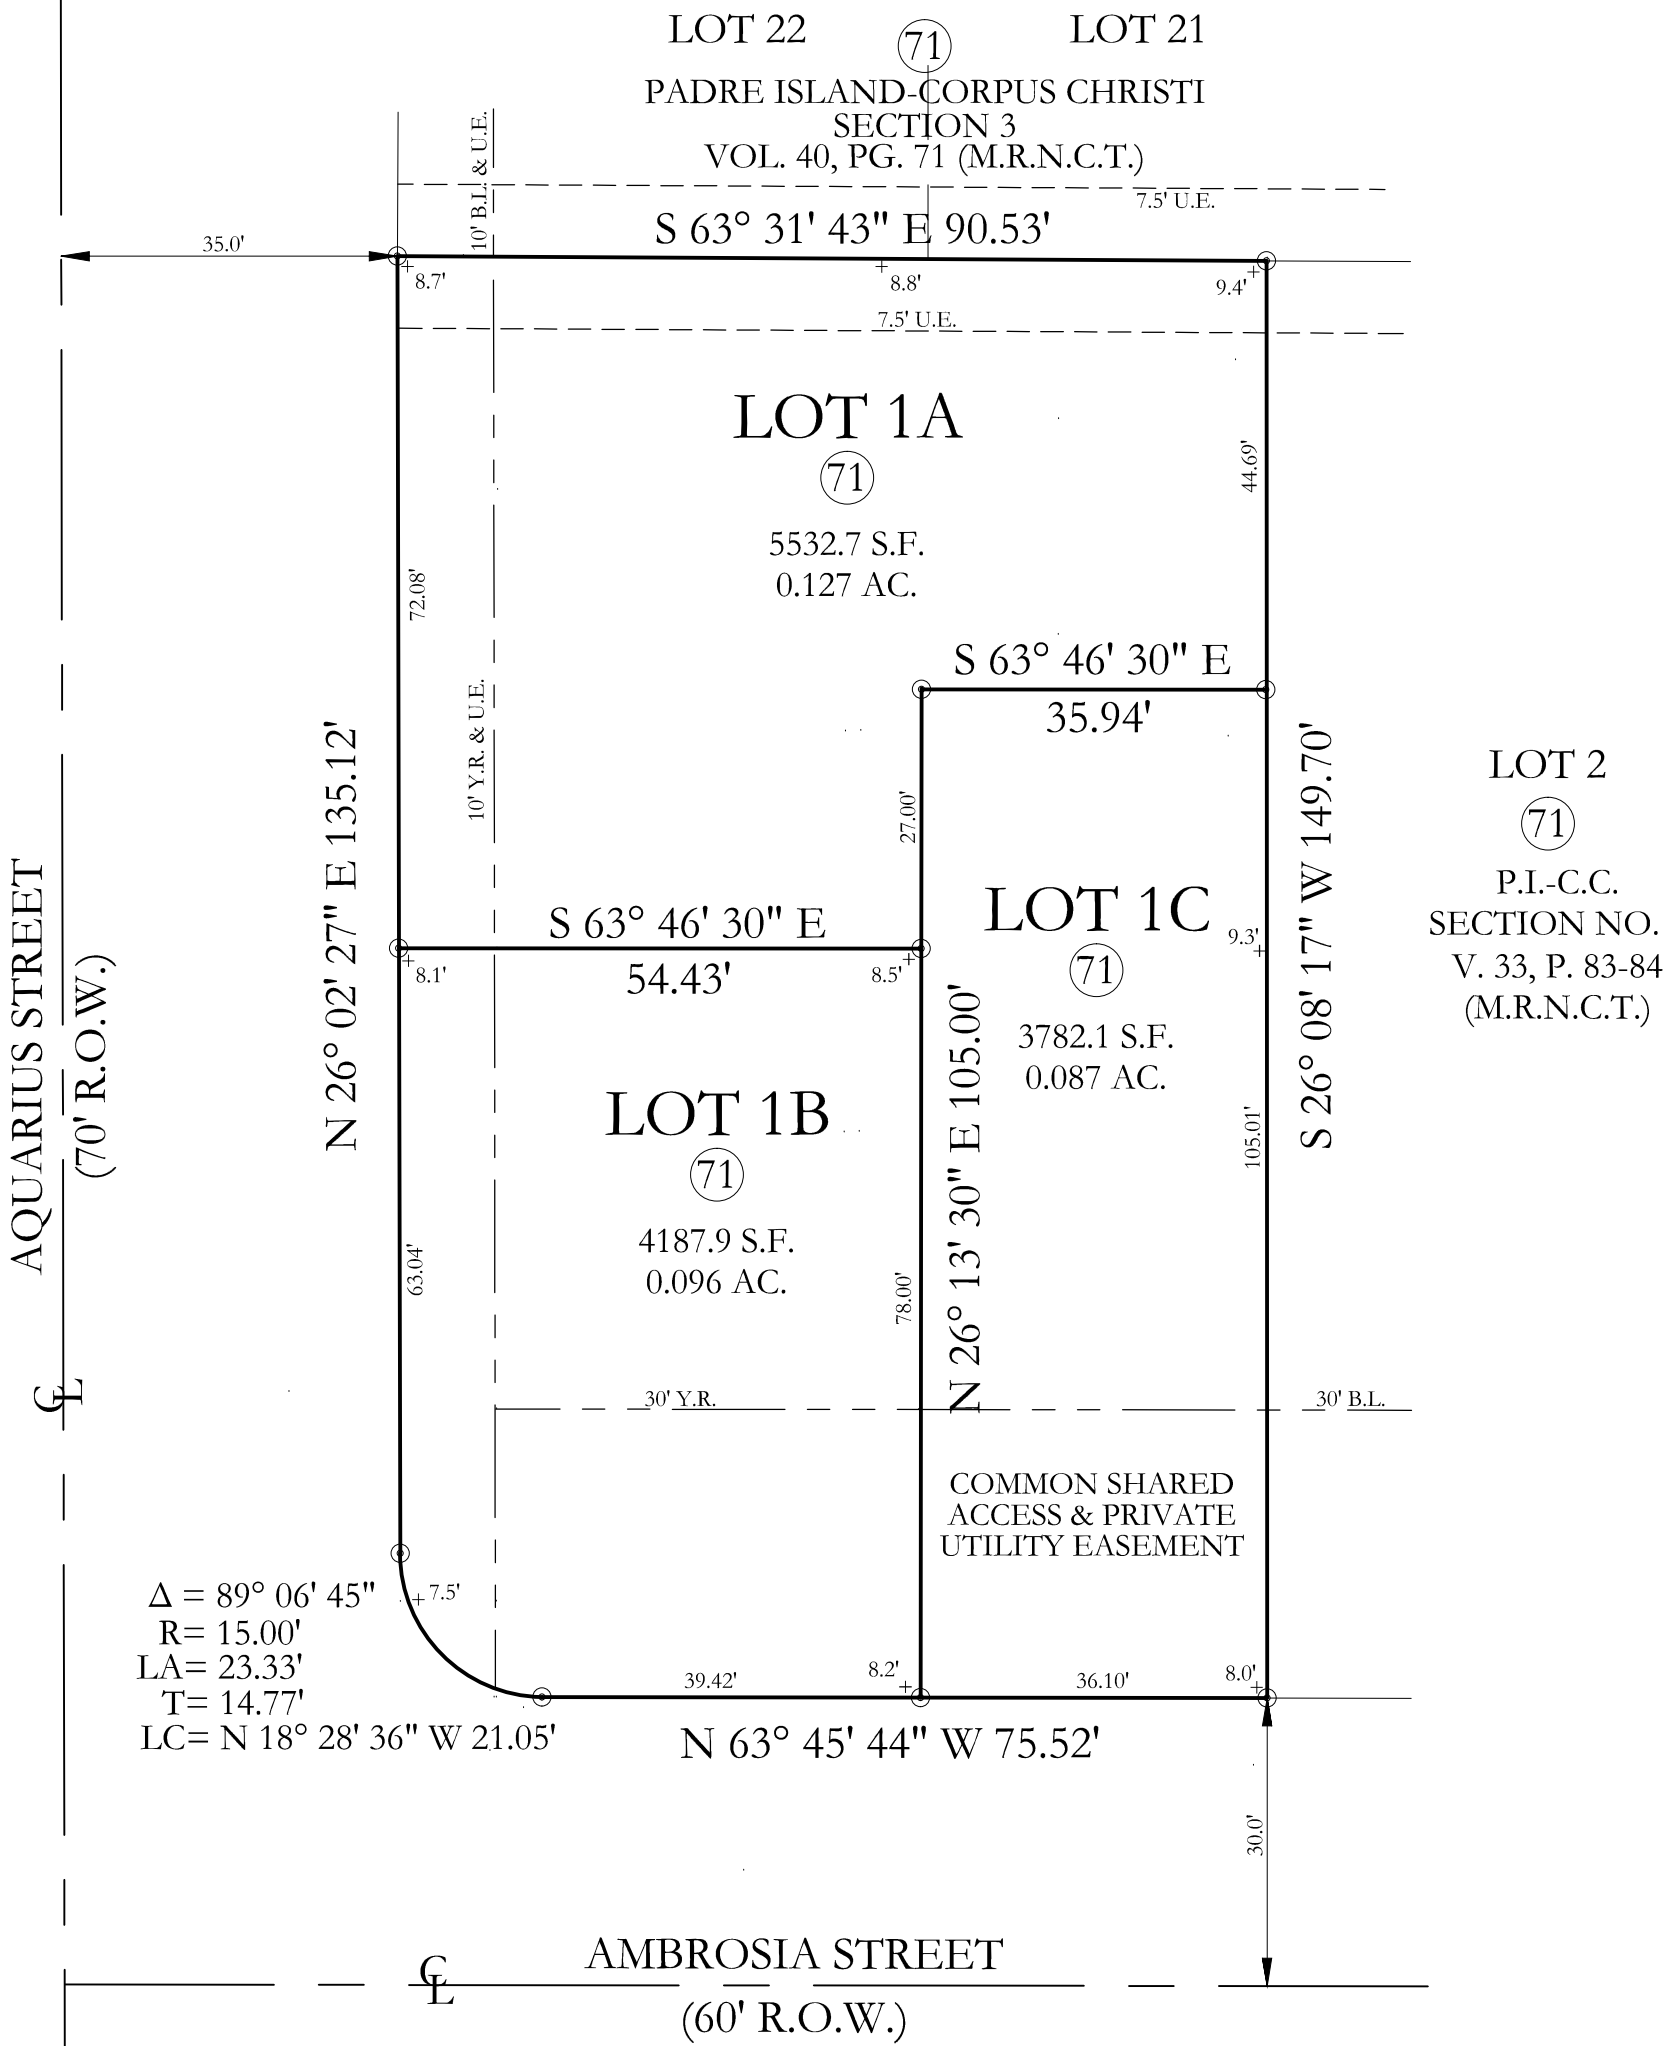 LOT 22
71
LOT 21
PADRE ISLAND-CORPUS CHRISTI
SECTION 3
VOL. 40, PG. 71 (M.R.N.C.T.)
10' B.L. & U.E.
7.5' U.E.
S 63° 31' 43" E 90.53'
35.0'
8.7'
8.8'
9.4'
7.5' U.E.
LOT 1A
71
5532.7 S.F.
0.127 AC.
44.69'
72.08'
S 63° 46' 30" E
35.94'
10' Y.R. & U.E.
27.00'
N 26° 02' 27" E 135.12'
S 26° 08' 17" W 149.70'
LOT 2
71
P.I.-C.C.
SECTION NO.
V. 33, P. 83-84
(M.R.N.C.T.)
AQUARIUS STREET
(70' R.O.W.)
S 63° 46' 30" E
54.43'
8.1'
8.5'
LOT 1C
71
9.3'
3782.1 S.F.
0.087 AC.
N 26° 13' 30" E 105.00'
105.01'
LOT 1B
71
4187.9 S.F.
0.096 AC.
63.04'
78.00'
CL
30' Y.R.
30' B.L.
COMMON SHARED
ACCESS & PRIVATE
UTILITY EASEMENT
Δ = 89° 06' 45"
R= 15.00'
LA= 23.33'
T= 14.77'
LC= N 18° 28' 36" W 21.05'
7.5'
39.42'
8.2'
36.10'
8.0'
N 63° 45' 44" W 75.52'
30.0'
CL
AMBROSIA STREET
(60' R.O.W.)